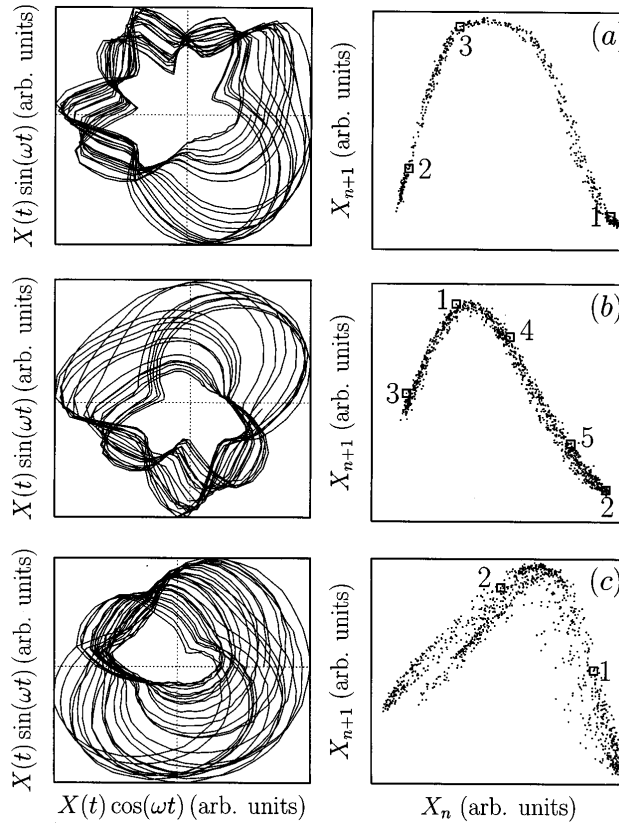 X(t) sin(ωt) (arb. units)
X_{n+1} (arb. units)
(a)
3
2
1
X(t) sin(ωt) (arb. units)
X_{n+1} (arb. units)
(b)
1
4
3
5
2
X(t) sin(ωt) (arb. units)
X_{n+1} (arb. units)
(c)
2
1
X(t) cos(ωt) (arb. units)
X_n (arb. units)